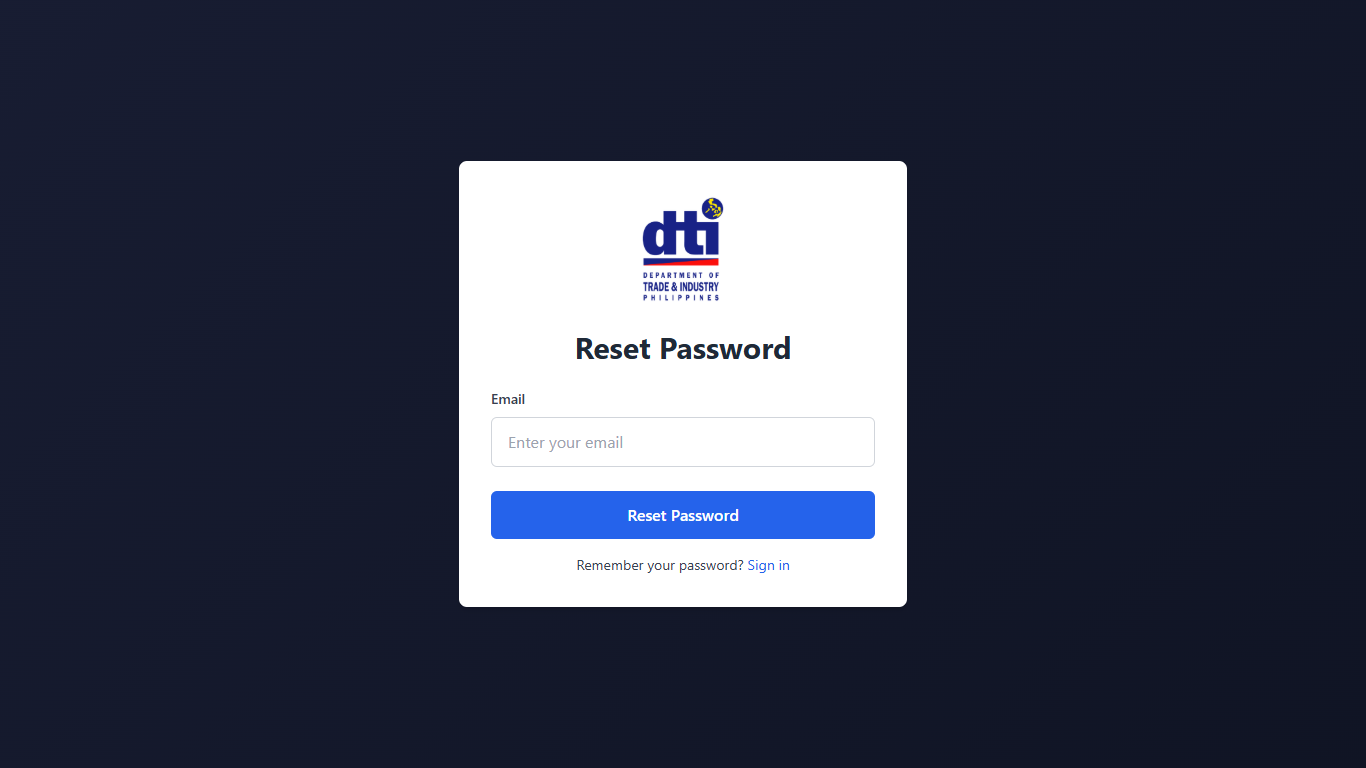 dti
DEPARTMENT OF
TRADE & INDUSTRY
PHILIPPINES
Reset Password
Email
Enter your email
Reset Password
Remember your password? Sign in